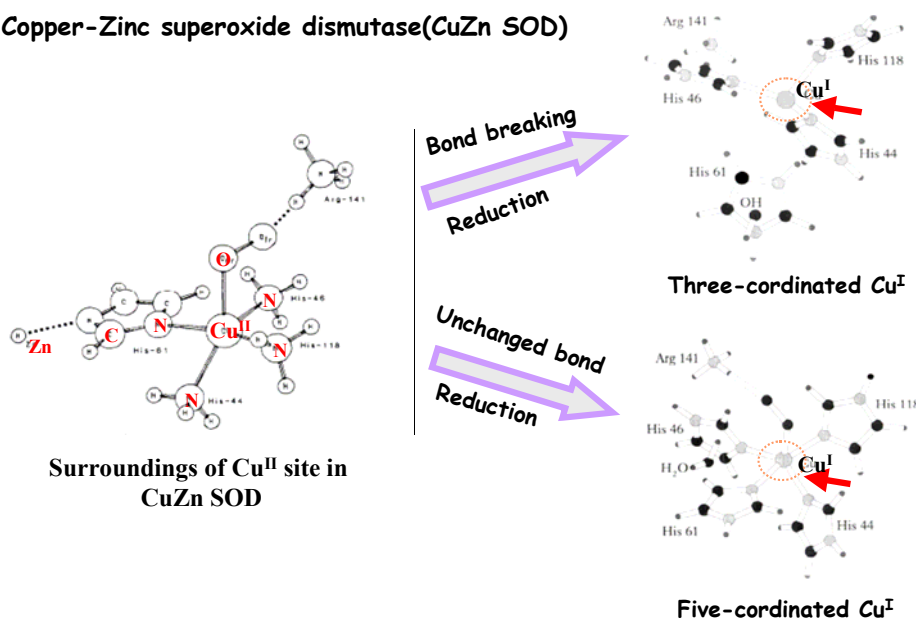 Copper-Zinc superoxide dismutase(CuZn SOD)
Arg-141
O
N
His-46
N
Cu^II
C
Zn
His-61
N
His-118
N
His-44
Surroundings of Cu^II site in
CuZn SOD
Bond breaking
Reduction
Unchanged bond
Reduction
Arg 141
His 118
Cu^I
His 46
His 44
His 61
OH
Three-cordinated Cu^I
Arg 141
His 118
His 46
Cu^I
H₂O
His 61
His 44
Five-cordinated Cu^I